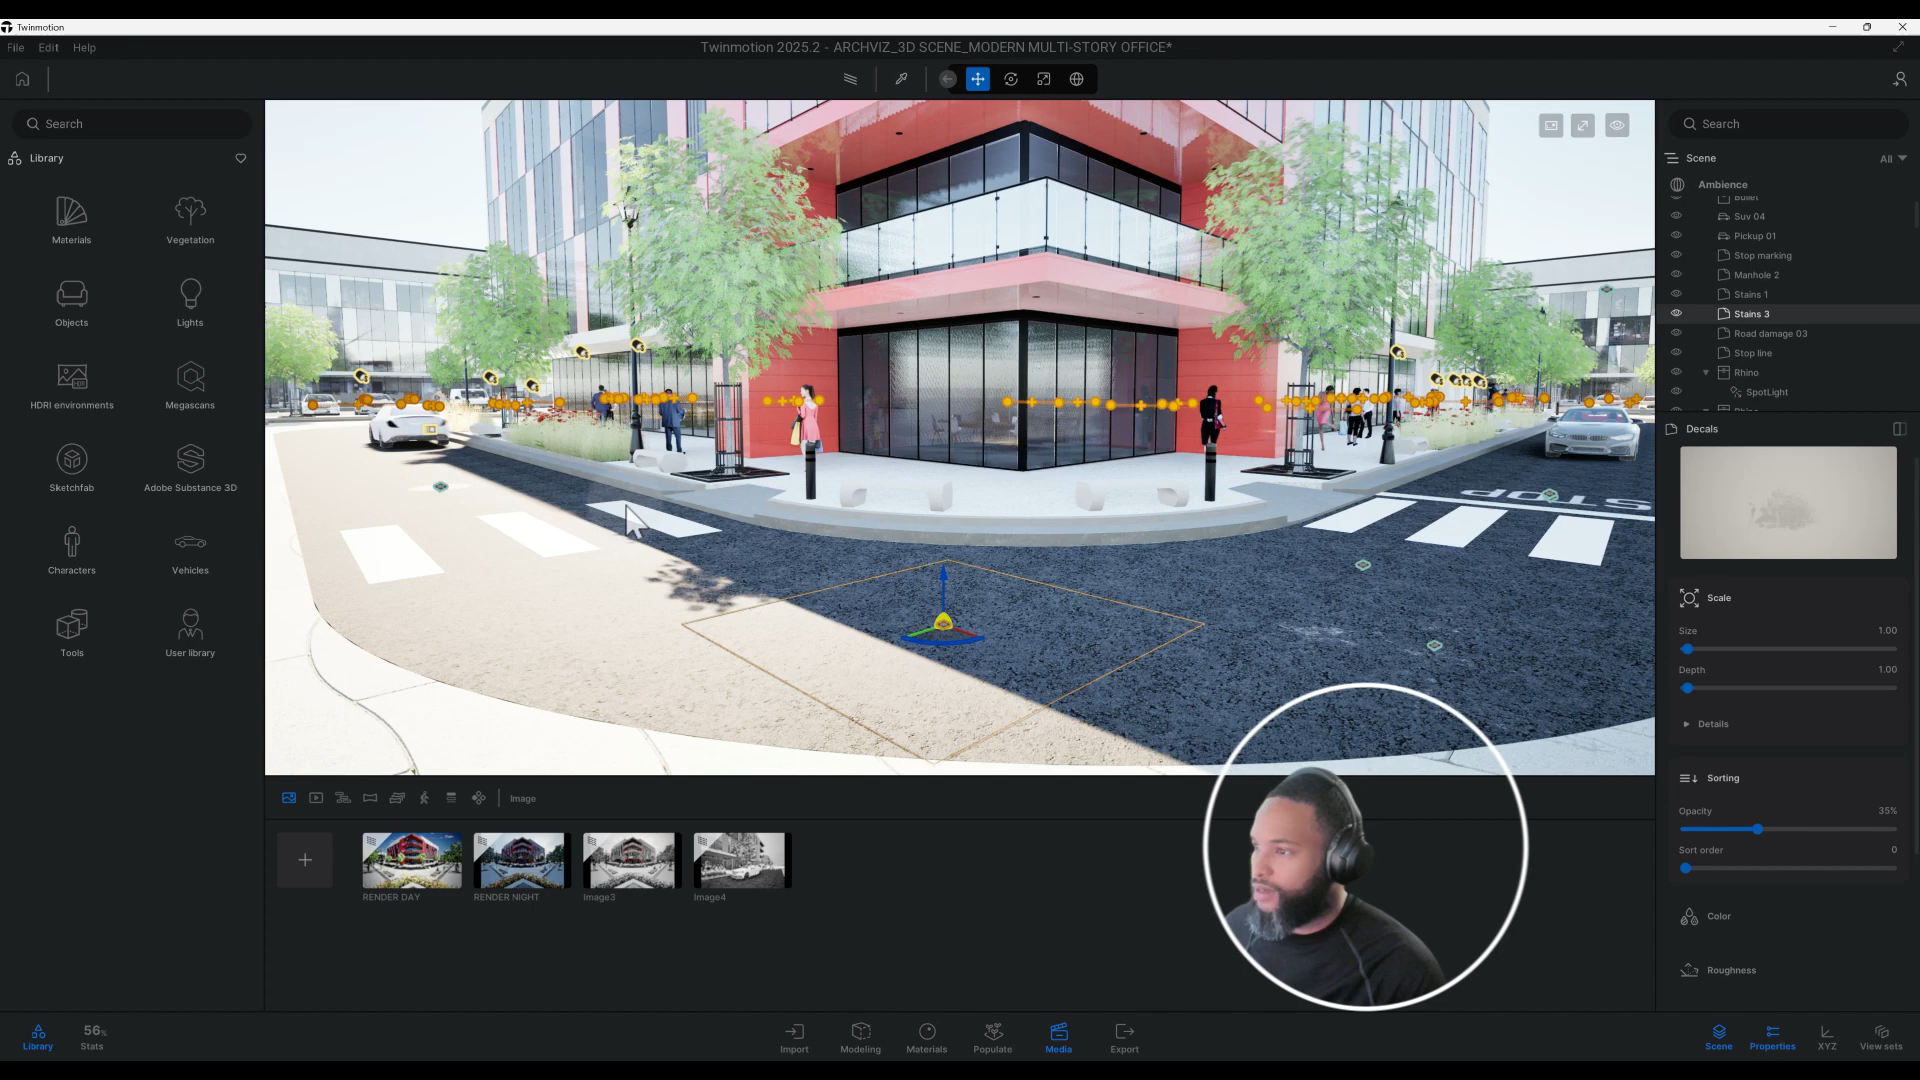 Twinmotion
File Edit Help
Twinmotion 2025.2 - ARCHVIZ_3D SCENE_MODERN MULTI-STORY OFFICE*
Search
Library
Materials
Vegetation
Objects
Lights
HDRI environments
Megascans
Sketchfab
Adobe Substance 3D
Characters
Vehicles
Tools
User library
STOP
Search
Scene
All
Ambience
Bullet
Suv 04
Pickup 01
Stop marking
Manhole 2
Stains 1
Stains 3
Road damage 03
Stop line
Rhino
SpotLight
Decals
Scale
Size 1.00
Depth 1.00
Details
Sorting
Opacity 35%
Sort order 0
Color
Roughness
Image
RENDER DAY
RENDER NIGHT
Image3
Image4
Library
56%
Stats
Import
Modeling
Materials
Populate
Media
Export
Scene
Properties
XYZ
View sets